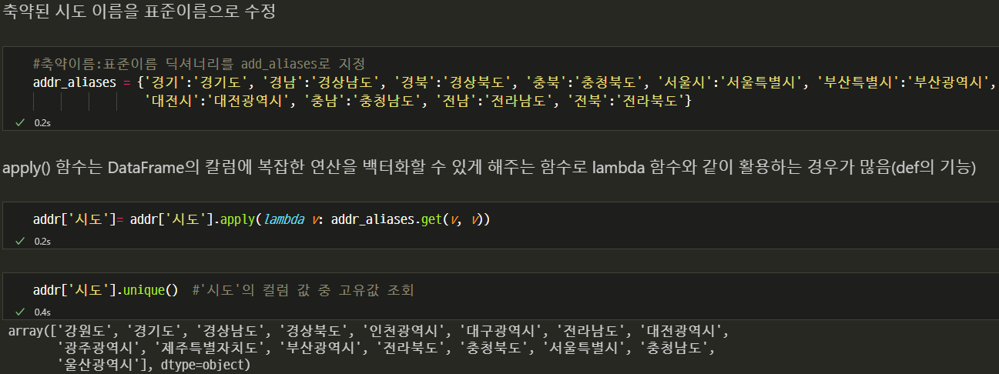 축약된 시도 이름을 표준이름으로 수정
#축약이름:표준이름 딕셔너리를 add_aliases로 지정
addr_aliases = {'경기':'경기도', '경남':'경상남도', '경북':'경상북도', '충북':'충청북도', '서울시':'서울특별시', '부산특별시':'부산광역시',
'대전시':'대전광역시', '충남':'충청남도', '전남':'전라남도', '전북':'전라북도'}
0.2s
apply() 함수는 DataFrame의 칼럼에 복잡한 연산을 백터화할 수 있게 해주는 함수로 lambda 함수와 같이 활용하는 경우가 많음(def의 기능)
addr['시도']= addr['시도'].apply(lambda v: addr_aliases.get(v, v))
0.2s
addr['시도'].unique() #'시도'의 컬럼 값 중 고유값 조회
0.4s
array(['강원도', '경기도', '경상남도', '경상북도', '인천광역시', '대구광역시', '전라남도', '대전광역시',
'광주광역시', '제주특별자치도', '부산광역시', '전라북도', '충청북도', '서울특별시', '충청남도',
'울산광역시'], dtype=object)